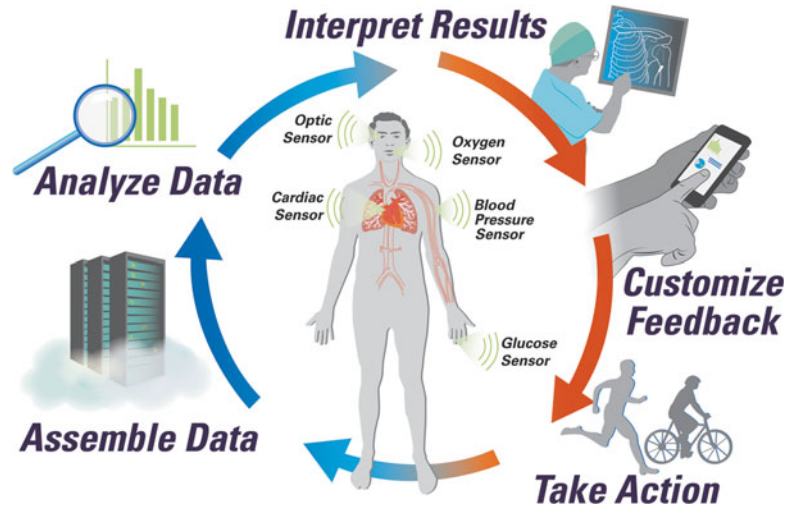 Interpret Results
Optic
Sensor
Oxygen
Sensor
Analyze Data
Cardiac
Sensor
Blood
Pressure
Sensor
Customize
Feedback
Glucose
Sensor
Assemble Data
Take Action